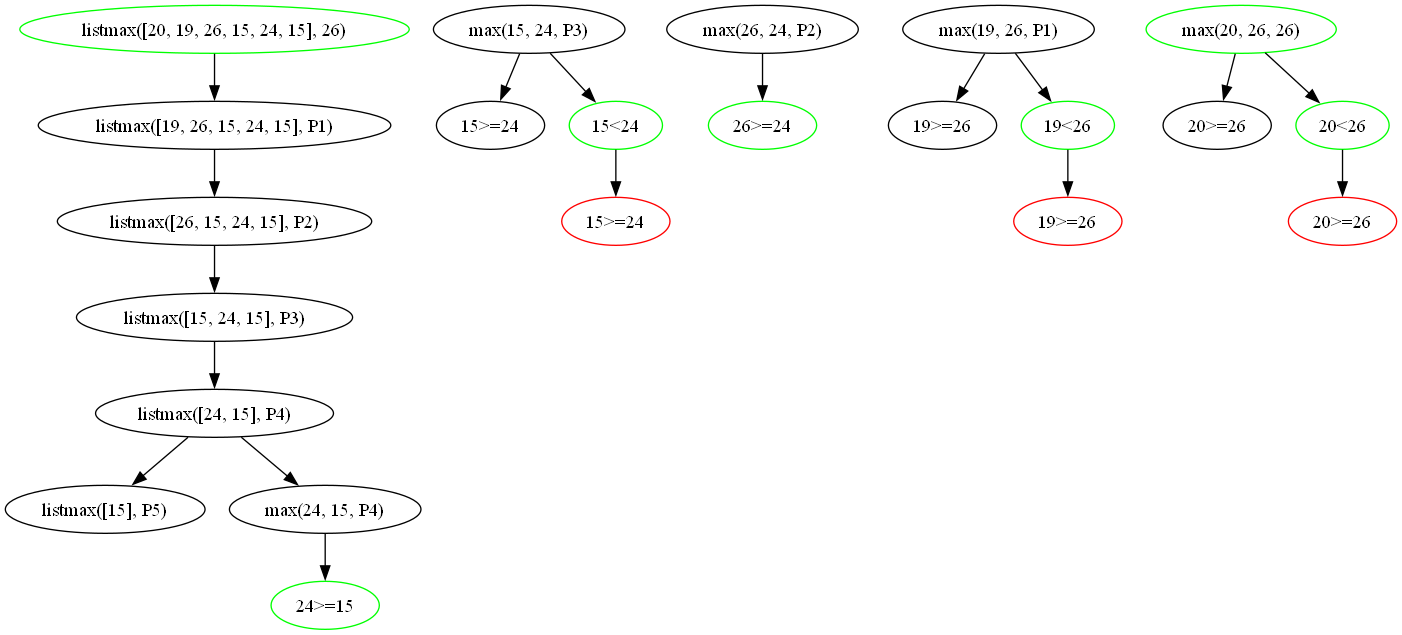 listmax([20, 19, 26, 15, 24, 15], 26)
max(15, 24, P3)
max(26, 24, P2)
max(19, 26, P1)
max(20, 26, 26)
listmax([19, 26, 15, 24, 15], P1)
15>=24
15<24
26>=24
19>=26
19<26
20>=26
20<26
listmax([26, 15, 24, 15], P2)
15>=24
19>=26
20>=26
listmax([15, 24, 15], P3)
listmax([24, 15], P4)
listmax([15], P5)
max(24, 15, P4)
24>=15